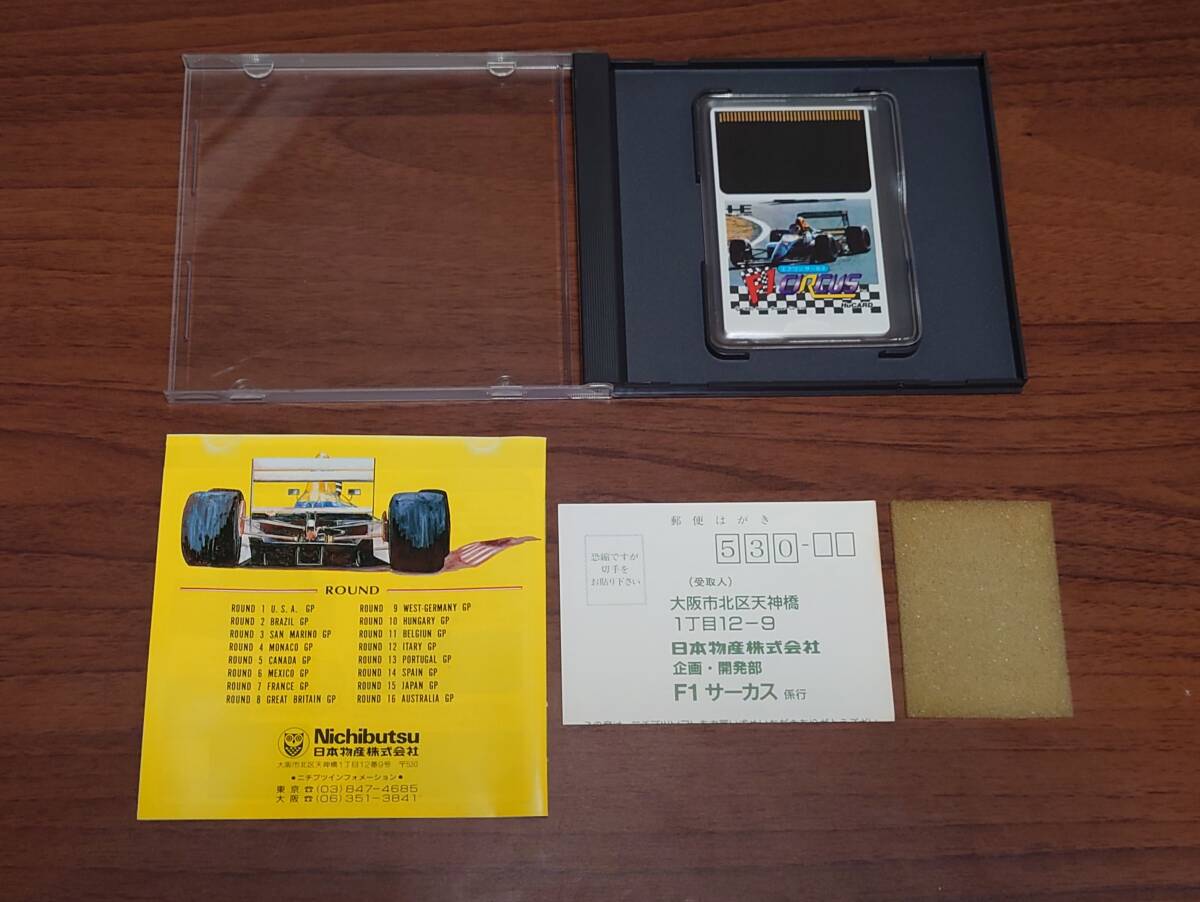 エフワン サーカス
F1 CIRCUS
HuCARD
ROUND
ROUND 1 U.S.A. GP
ROUND 2 BRAZIL GP
ROUND 3 SAN MARINO GP
ROUND 4 MONACO GP
ROUND 5 CANADA GP
ROUND 6 MEXICO GP
ROUND 7 FRANCE GP
ROUND 8 GREAT BRITAIN GP
ROUND 9 WEST-GERMANY GP
ROUND 10 HUNGARY GP
ROUND 11 BELGIUN GP
ROUND 12 ITARY GP
ROUND 13 PORTUGAL GP
ROUND 14 SPAIN GP
ROUND 15 JAPAN GP
ROUND 16 AUSTRALIA GP
Nichibutsu
日本物産株式会社
大阪市北区天神橋1丁目12番9号 〒530
●ニチブツインフォメーション●
東京☎(03)847-4685
大阪☎(06)351-3841
郵便はがき
恐縮ですが
切手を
お貼り下さい
530-
(受取人)
大阪市北区天神橋
1丁目12-9
日本物産株式会社
企画・開発部
F1サーカス 係行